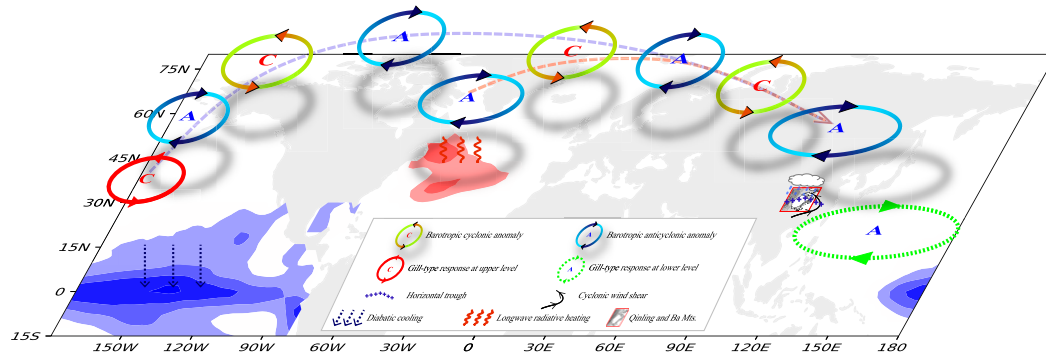 C
A
C
A
A
C
A
C
A
A
75N
60N
45N
30N
15N
0
15S
150W 120W 90W 60W 30W 0 30E 60E 90E 120E 150E 180
C Barotropic cyclonic anomaly
A Barotropic anticyclonic anomaly
C Gill-type response at upper level
A Gill-type response at lower level
Horizontal trough
Cyclonic wind shear
Diabatic cooling
Longwave radiative heating
Qinling and Ba Mts.